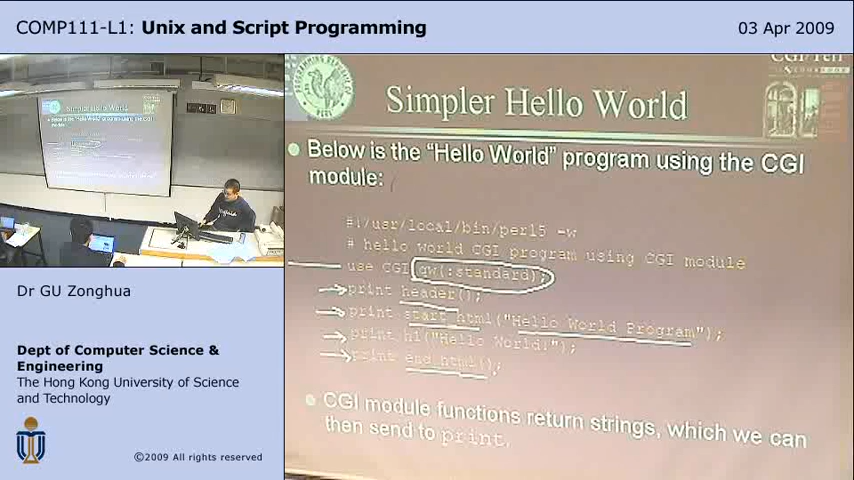 COMP111-L1: Unix and Script Programming
03 Apr 2009
Simpler Hello World
Below is the "Hello World" program using the CGI
module:
#!/usr/local/bin/perl5 -w
# hello world CGI program using CGI module
use CGI qw(:standard);
print header();
print start_html("Hello World Program");
print h1("Hello World!");
print end_html();
CGI module functions return strings, which we can
then send to print.
Dr GU Zonghua
Dept of Computer Science &
Engineering
The Hong Kong University of Science
and Technology
©2009 All rights reserved